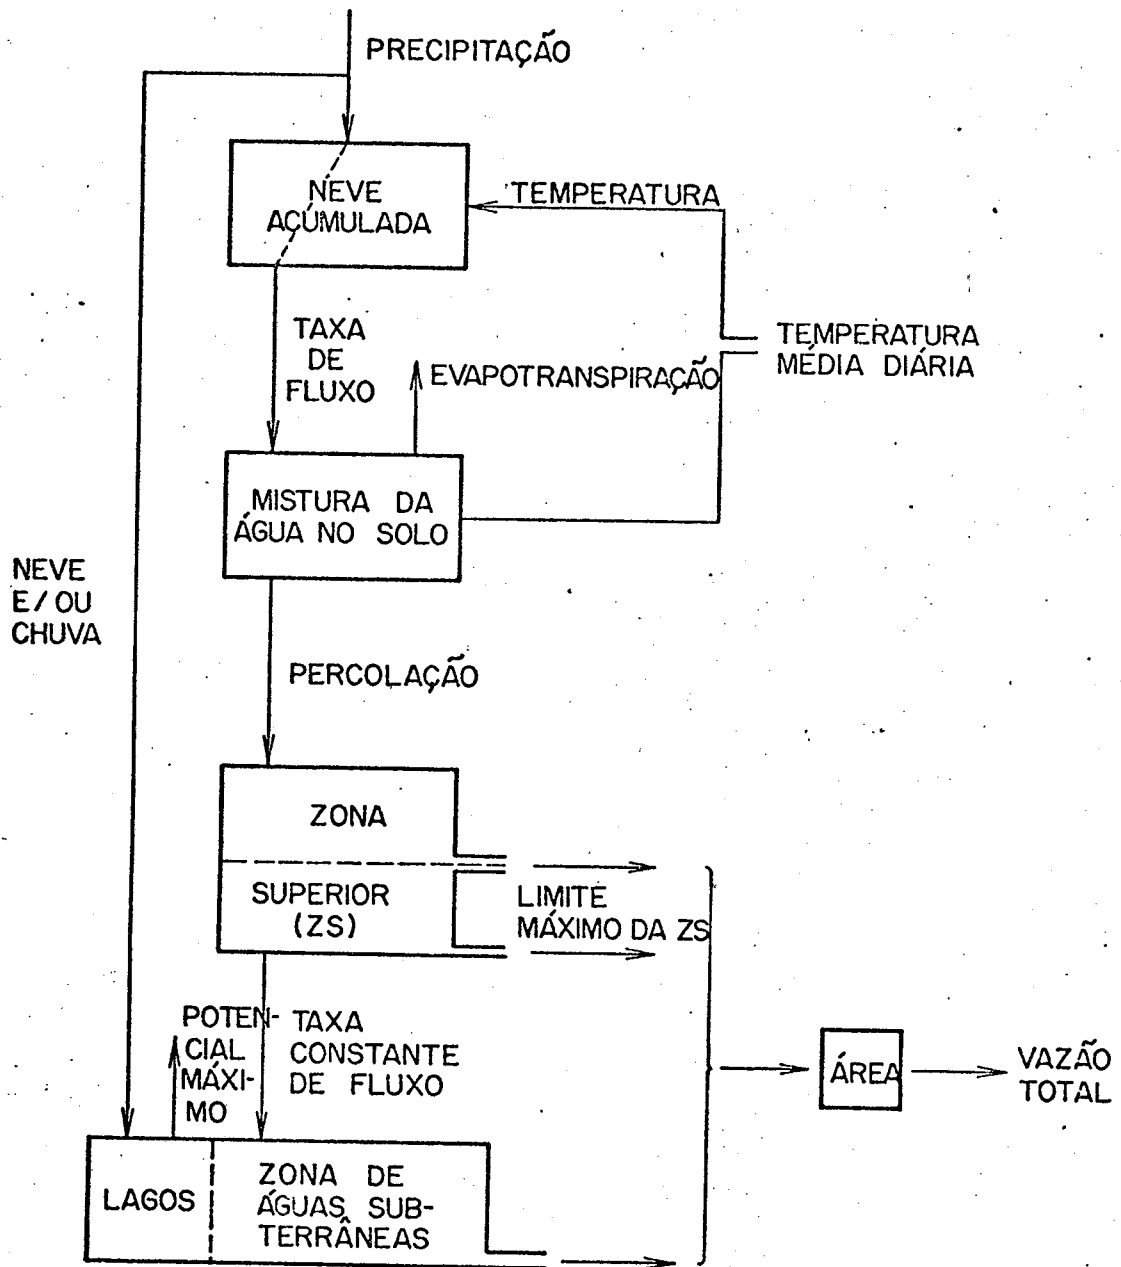 PRECIPITAÇÃO
NEVE
ACÚMULADA
TEMPERATURA
TAXA
DE
FLUXO
EVAPOTRANSPIRAÇÃO
TEMPERATURA
MÉDIA DIÁRIA
MISTURA DA
ÁGUA NO SOLO
NEVE
E/OU
CHUVA
PERCOLAÇÃO
ZONA
SUPERIOR
(ZS)
LIMITE
MÁXIMO DA ZS
POTEN-
CIAL
MÁXI-
MO
TAXA
CONSTANTE
DE FLUXO
ÁREA
VAZÃO
TOTAL
LAGOS
ZONA DE
ÁGUAS SUB-
TERRÂNEAS